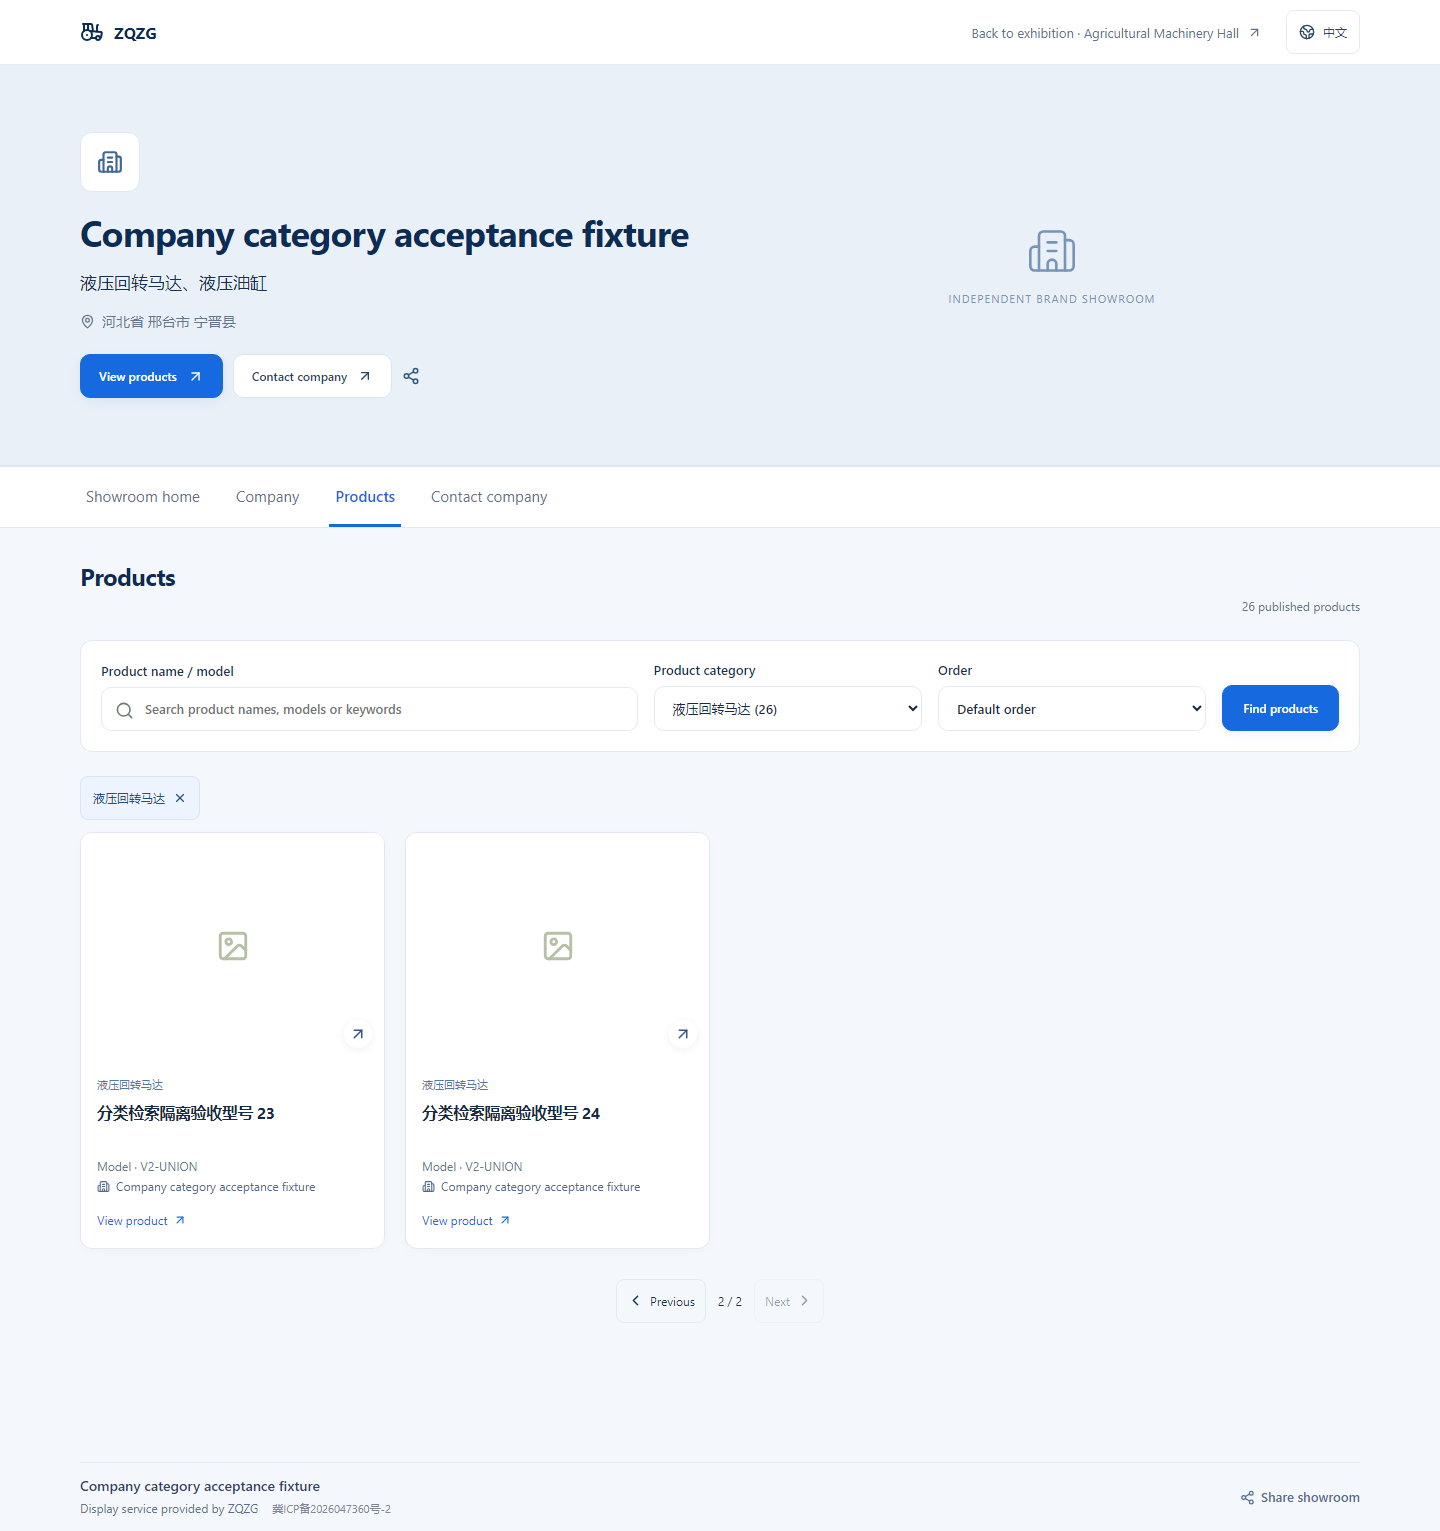 ZQZG
Back to exhibition · Agricultural Machinery Hall
中文
Company category acceptance fixture
液压回转马达、液压油缸
河北省 邢台市 宁晋县
View products
Contact company
INDEPENDENT BRAND SHOWROOM
Showroom home
Company
Products
Contact company
Products
26 published products
Product name / model
Product category
Order
Search product names, models or keywords
液压回转马达 (26)
Default order
Find products
液压回转马达
液压回转马达
分类检索隔离验收型号 23
Model · V2-UNION
Company category acceptance fixture
View product
液压回转马达
分类检索隔离验收型号 24
Model · V2-UNION
Company category acceptance fixture
View product
Previous
2 / 2
Next
Company category acceptance fixture
Display service provided by ZQZG
冀ICP备2026047360号-2
Share showroom